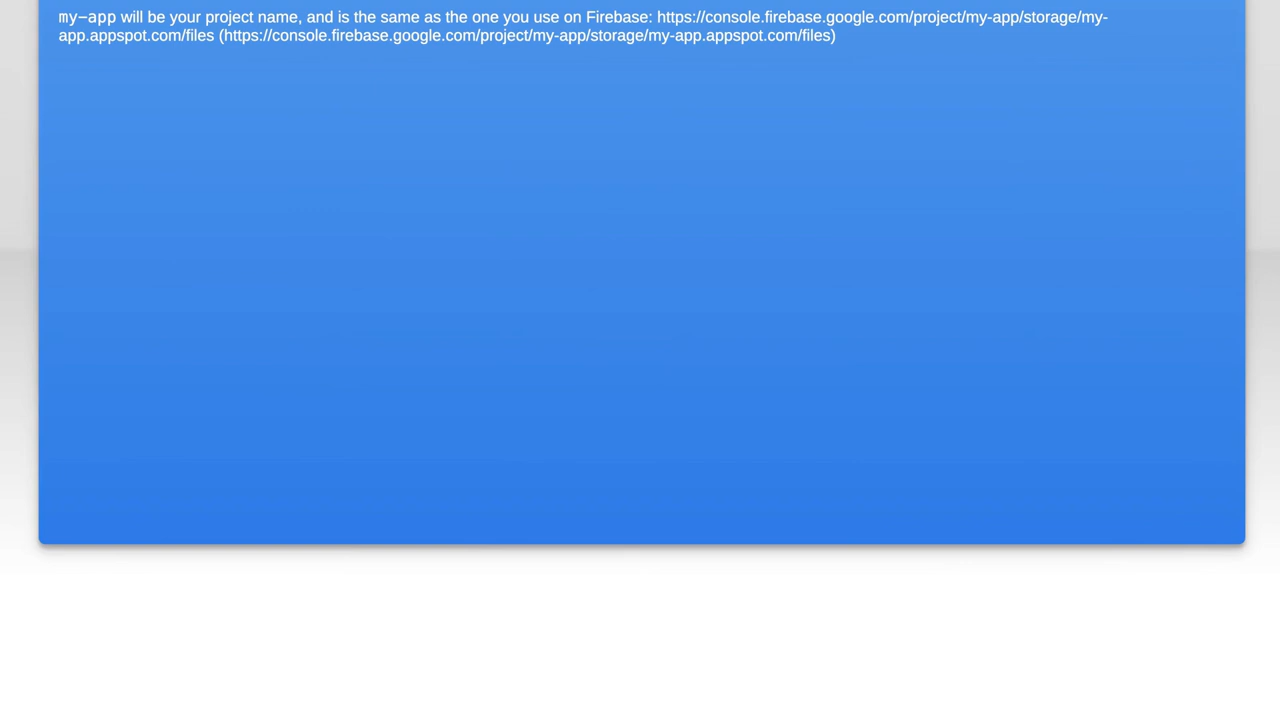 my-app will be your project name, and is the same as the one you use on Firebase: https://console.firebase.google.com/project/my-app/storage/my-
app.appspot.com/files (https://console.firebase.google.com/project/my-app/storage/my-app.appspot.com/files)